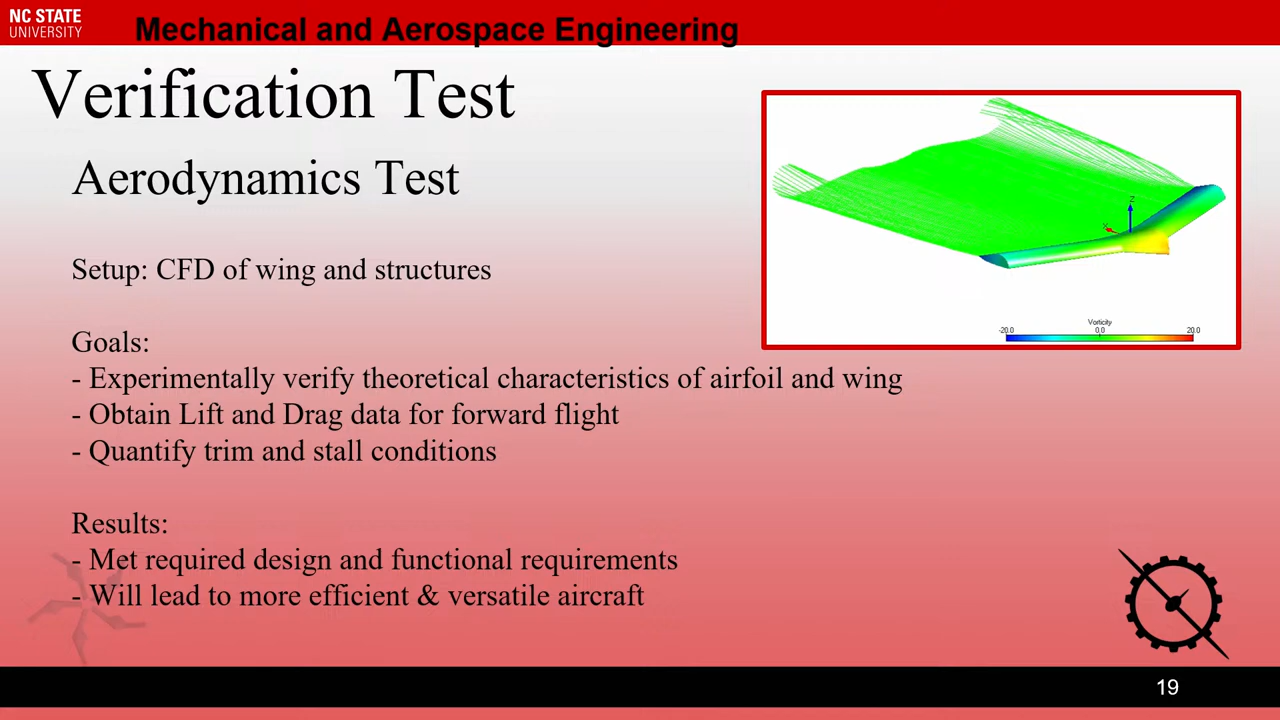 NC STATE
UNIVERSITY
Mechanical and Aerospace Engineering
Verification Test
Aerodynamics Test
Setup: CFD of wing and structures
Goals:
- Experimentally verify theoretical characteristics of airfoil and wing
- Obtain Lift and Drag data for forward flight
- Quantify trim and stall conditions
Results:
- Met required design and functional requirements
- Will lead to more efficient & versatile aircraft
Z
X
Vorticity
-20.0 0.0 20.0
19